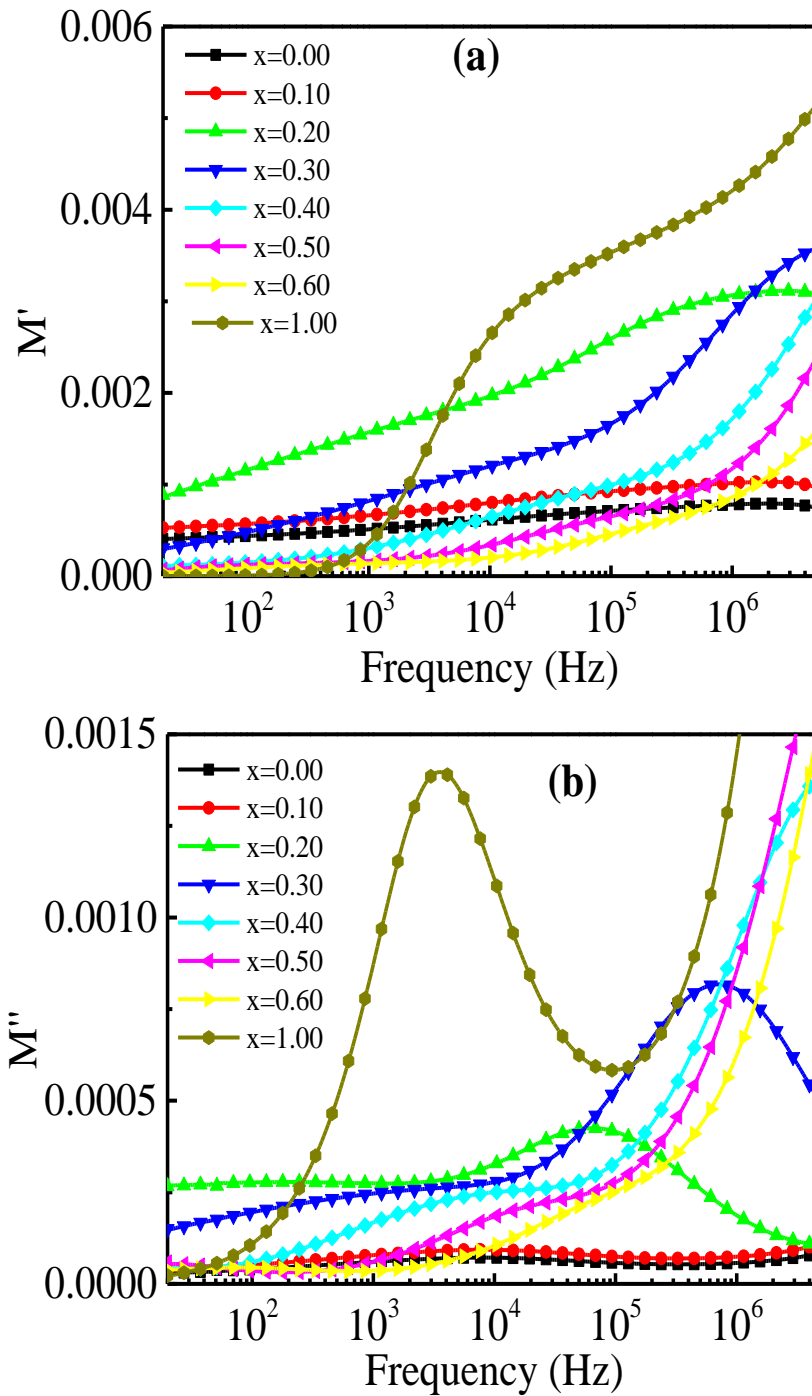 0.006
(a)
x=0.00
x=0.10
x=0.20
x=0.30
x=0.40
x=0.50
x=0.60
x=1.00
0.004
0.002
0.000
M'
10²
10³
10⁴
10⁵
10⁶
Frequency (Hz)
0.0015
(b)
x=0.00
x=0.10
x=0.20
x=0.30
x=0.40
x=0.50
x=0.60
x=1.00
0.0010
0.0005
0.0000
M''
10²
10³
10⁴
10⁵
10⁶
Frequency (Hz)